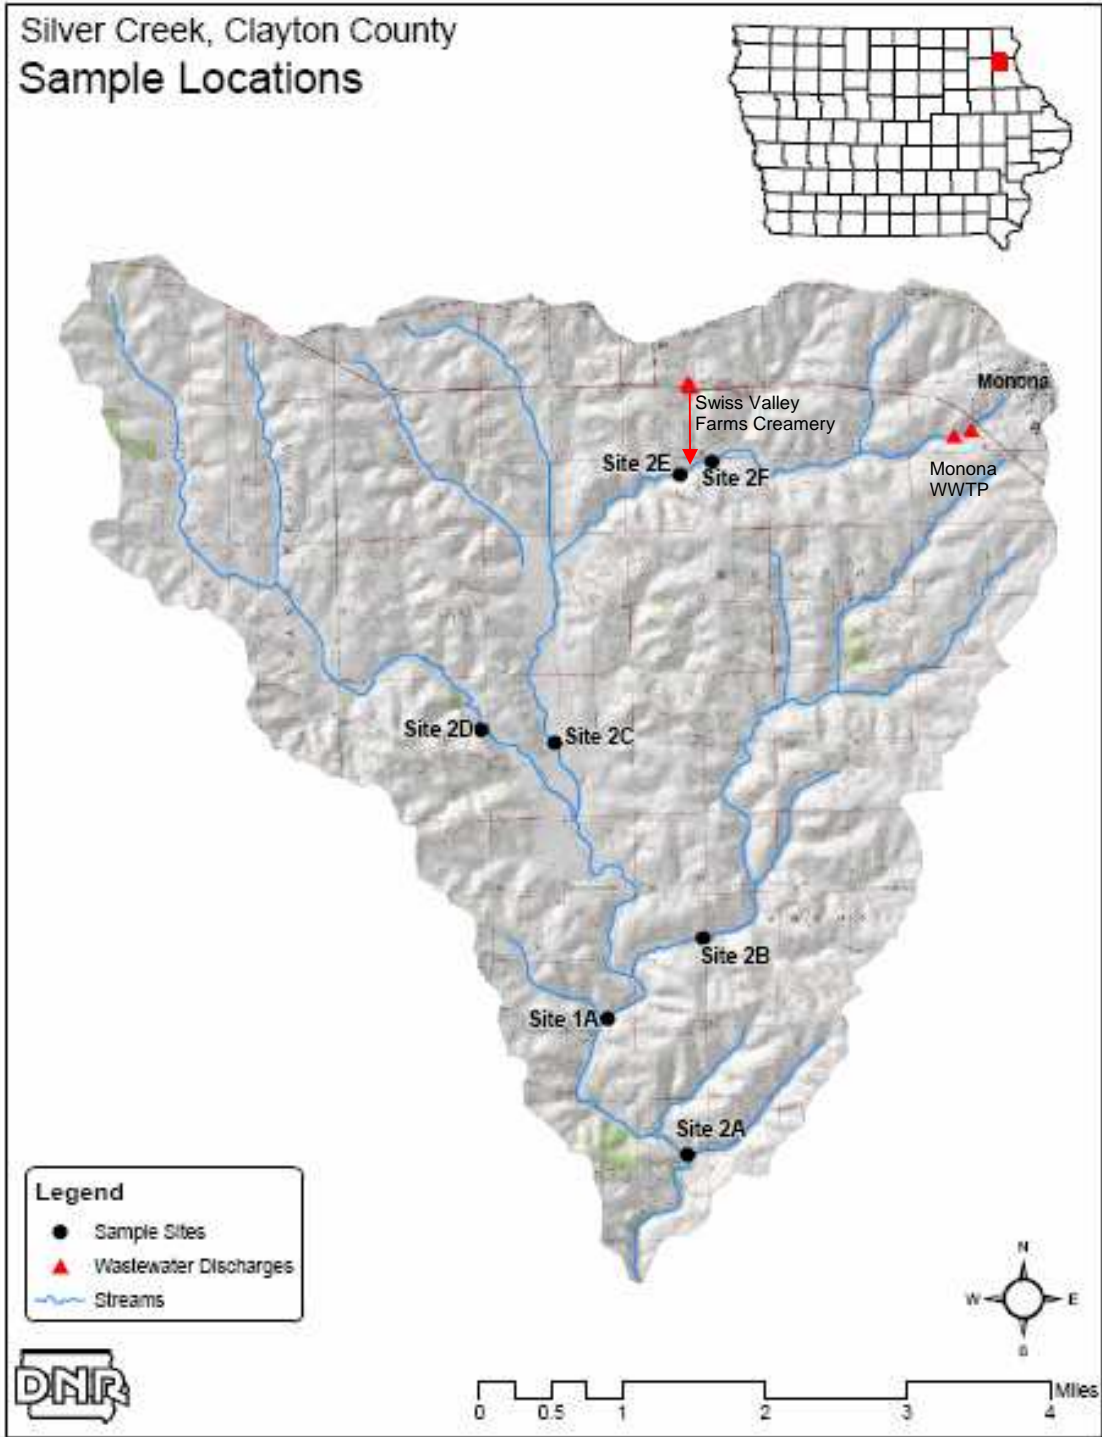 Silver Creek, Clayton County
Sample Locations
Monona
Swiss Valley
Farms Creamery
Site 2E
Site 2F
Monona
WWTP
Site 2D
Site 2C
Site 2B
Site 1A
Site 2A
Legend
Sample Sites
Wastewater Discharges
Streams
N
W
E
S
DNR
Miles
0
0.5
1
2
3
4